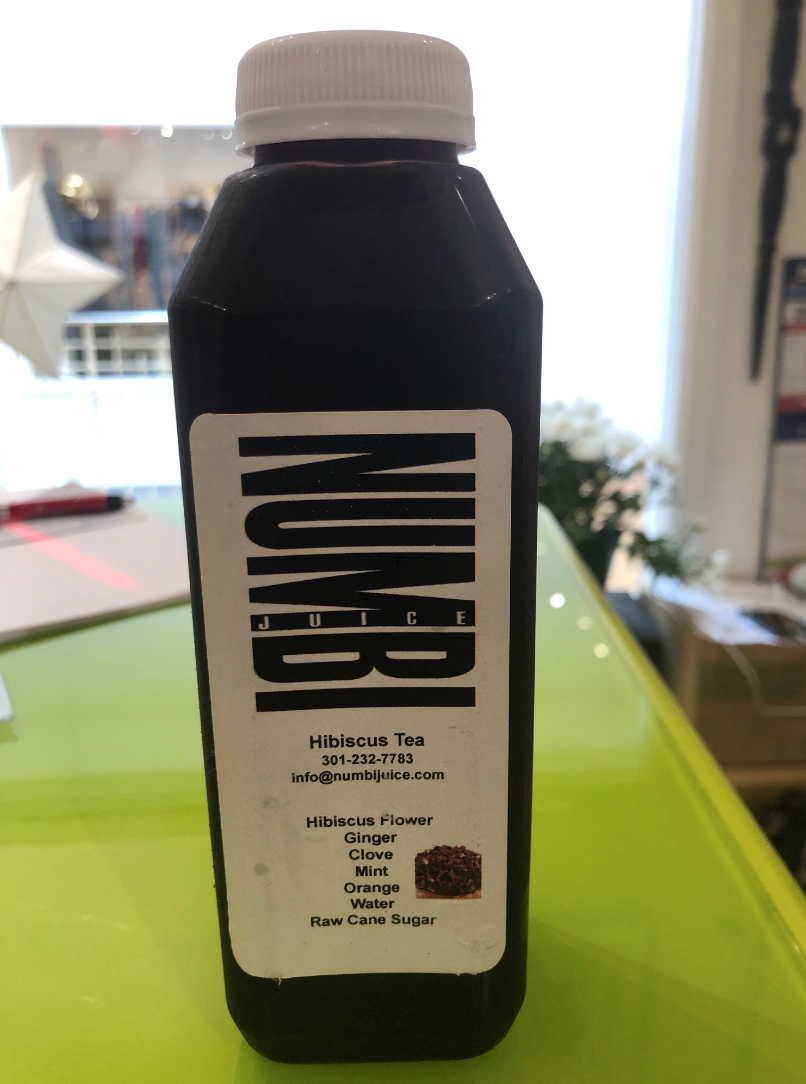 NUMBI
JUICE
Hibiscus Tea
301-232-7783
info@numbijuice.com
Hibiscus Flower
Ginger
Clove
Mint
Orange
Water
Raw Cane Sugar